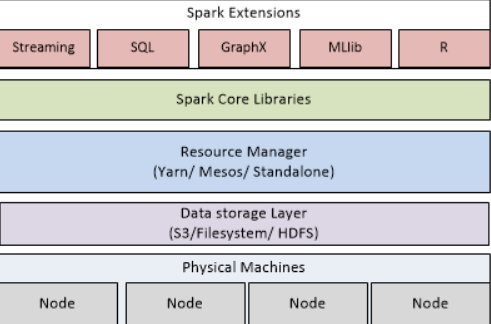 Spark Extensions
Streaming SQL GraphX MLlib R
Spark Core Libraries
Resource Manager
(Yarn/ Mesos/ Standalone)
Data storage Layer
(S3/Filesystem/ HDFS)
Physical Machines
Node Node Node Node